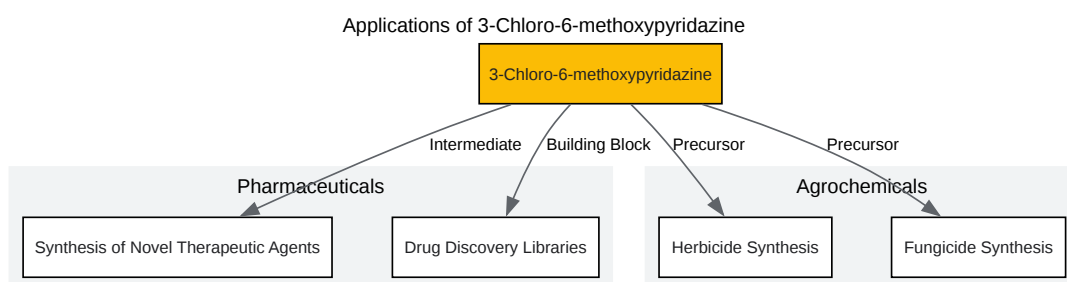 Applications of 3-Chloro-6-methoxypyridazine
3-Chloro-6-methoxypyridazine
Intermediate
Building Block
Precursor
Precursor
Pharmaceuticals
Agrochemicals
Synthesis of Novel Therapeutic Agents
Drug Discovery Libraries
Herbicide Synthesis
Fungicide Synthesis